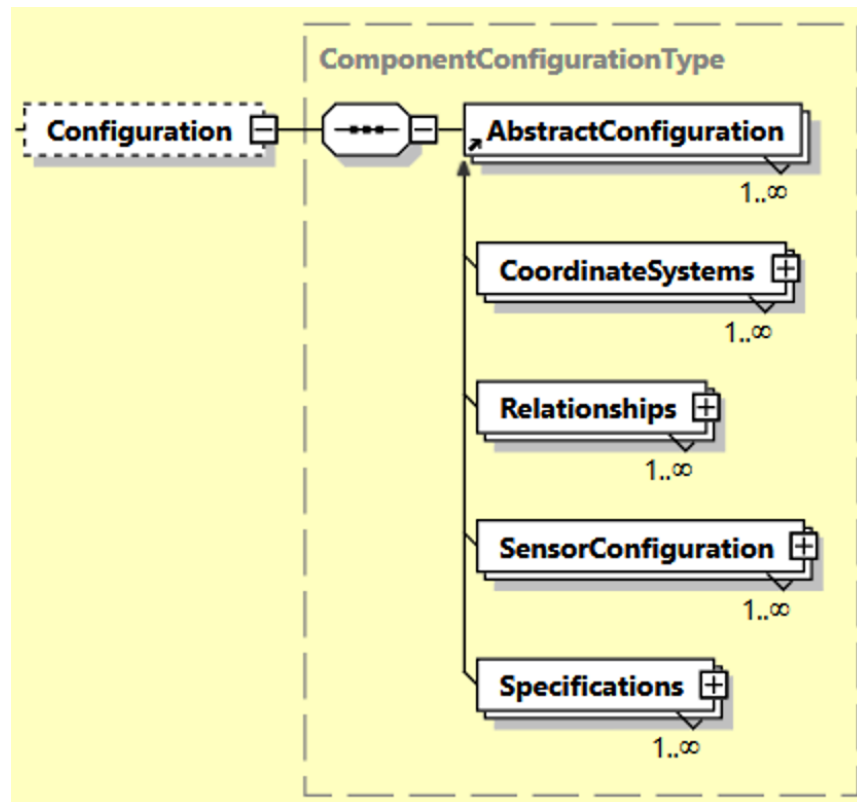 ComponentConfigurationType
Configuration
AbstractConfiguration
1..∞
CoordinateSystems
1..∞
Relationships
1..∞
SensorConfiguration
1..∞
Specifications
1..∞